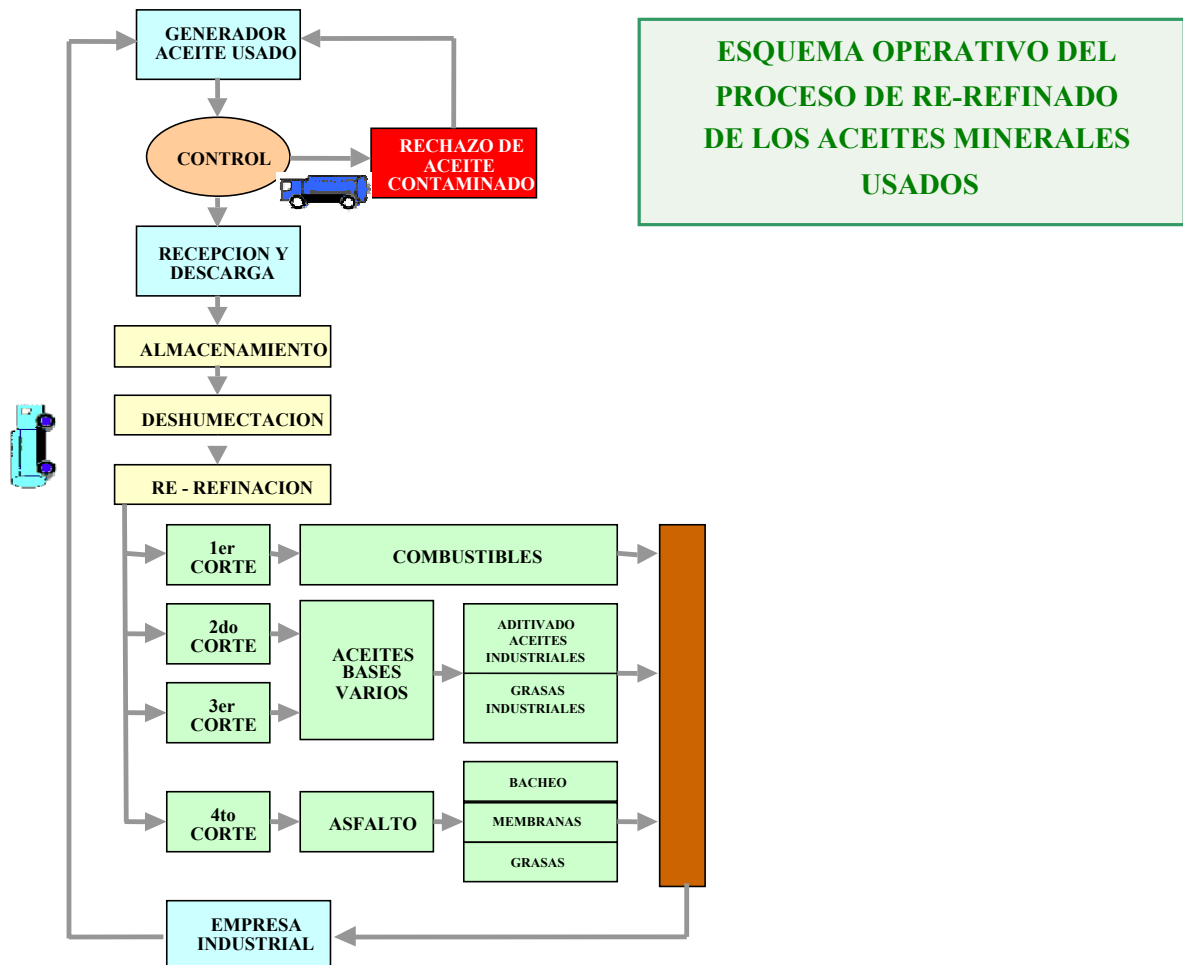 GENERADOR
ACEITE USADO
ESQUEMA OPERATIVO DEL
PROCESO DE RE-REFINADO
DE LOS ACEITES MINERALES
USADOS
CONTROL
RECHAZO DE
ACEITE
CONTAMINADO
RECEPCION Y
DESCARGA
ALMACENAMIENTO
DESHUMECTACION
RE - REFINACION
1er
CORTE
COMBUSTIBLES
2do
CORTE
3er
CORTE
ACEITES
BASES
VARIOS
ADITIVADO
ACEITES
INDUSTRIALES
GRASAS
INDUSTRIALES
4to
CORTE
ASFALTO
BACHEO
MEMBRANAS
GRASAS
EMPRESA
INDUSTRIAL